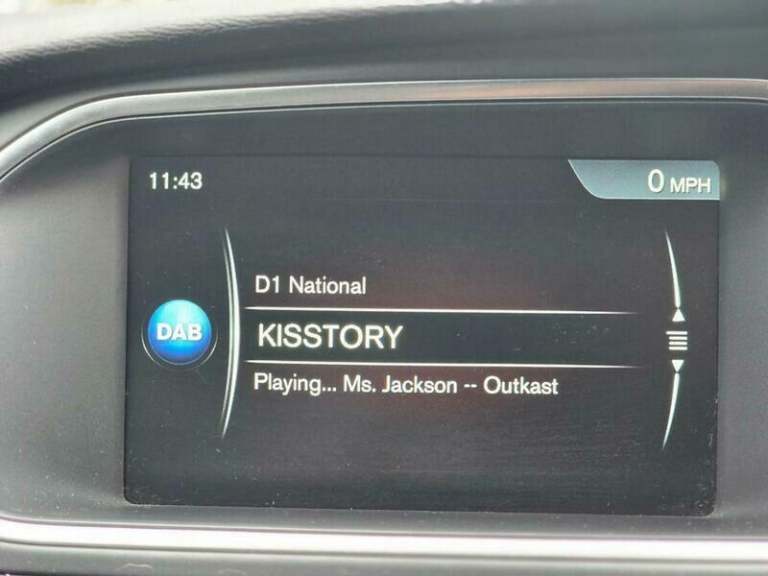 11:43
0 MPH
D1 National
DAB
KISSTORY
Playing... Ms. Jackson -- Outkast